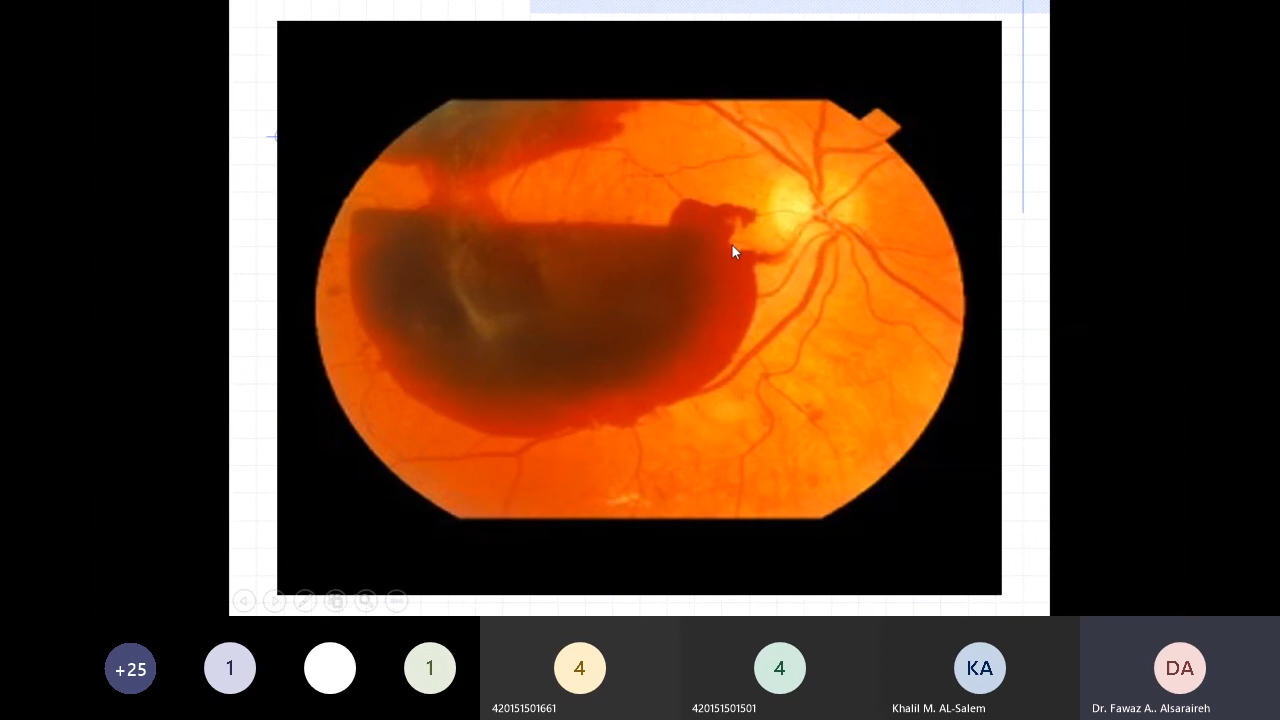 +25
1
1
4
4
KA
DA
420151501661
420151501501
Khalil M. AL-Salem
Dr. Fawaz A.. Alsaraireh